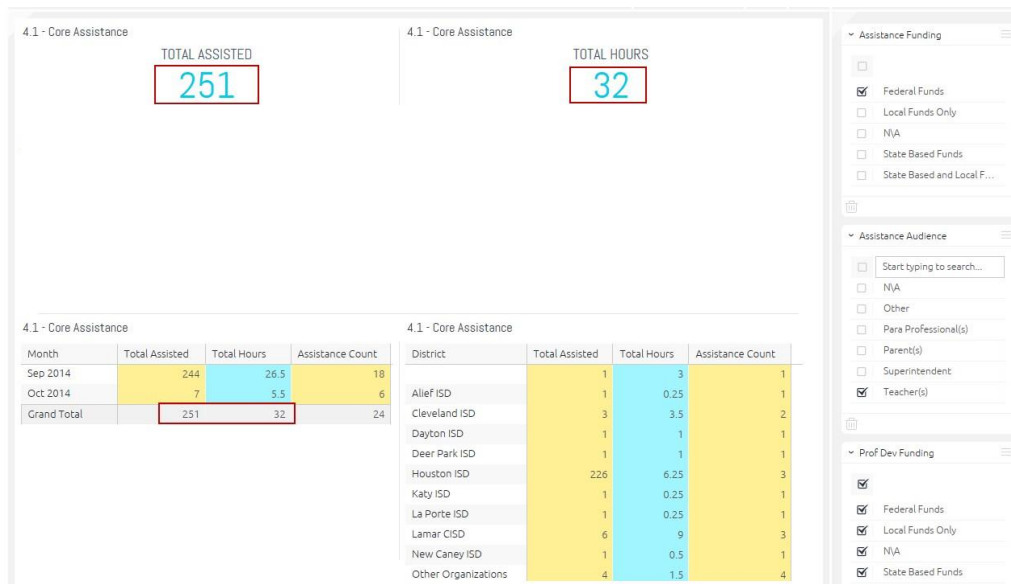 4.1 - Core Assistance
TOTAL ASSISTED
251
4.1 - Core Assistance
TOTAL HOURS
32
4.1 - Core Assistance
Month Total Assisted Total Hours Assistance Count
Sep 2014 244 26.5 18
Oct 2014 7 5.5 6
Grand Total 251 32 24
4.1 - Core Assistance
District Total Assisted Total Hours Assistance Count
1 3 1
Alief ISD 1 0.25 1
Cleveland ISD 3 3.5 2
Dayton ISD 1 1 1
Deer Park ISD 1 1 1
Houston ISD 226 6.25 3
Katy ISD 1 0.25 1
La Porte ISD 1 0.25 1
Lamar CISD 6 9 3
New Caney ISD 1 0.5 1
Other Organizations 4 1.5 4
Assistance Funding
Federal Funds
Local Funds Only
N\A
State Based Funds
State Based and Local F...
Assistance Audience
Start typing to search...
N\A
Other
Para Professional(s)
Parent(s)
Superintendent
Teacher(s)
Prof Dev Funding
Federal Funds
Local Funds Only
N\A
State Based Funds